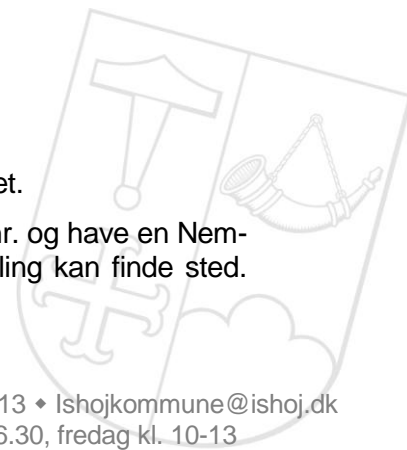 et.
nr. og have en Nem-
ling kan finde sted.
13 ⬥ Ishojkommune@ishoj.dk
6.30, fredag kl. 10-13